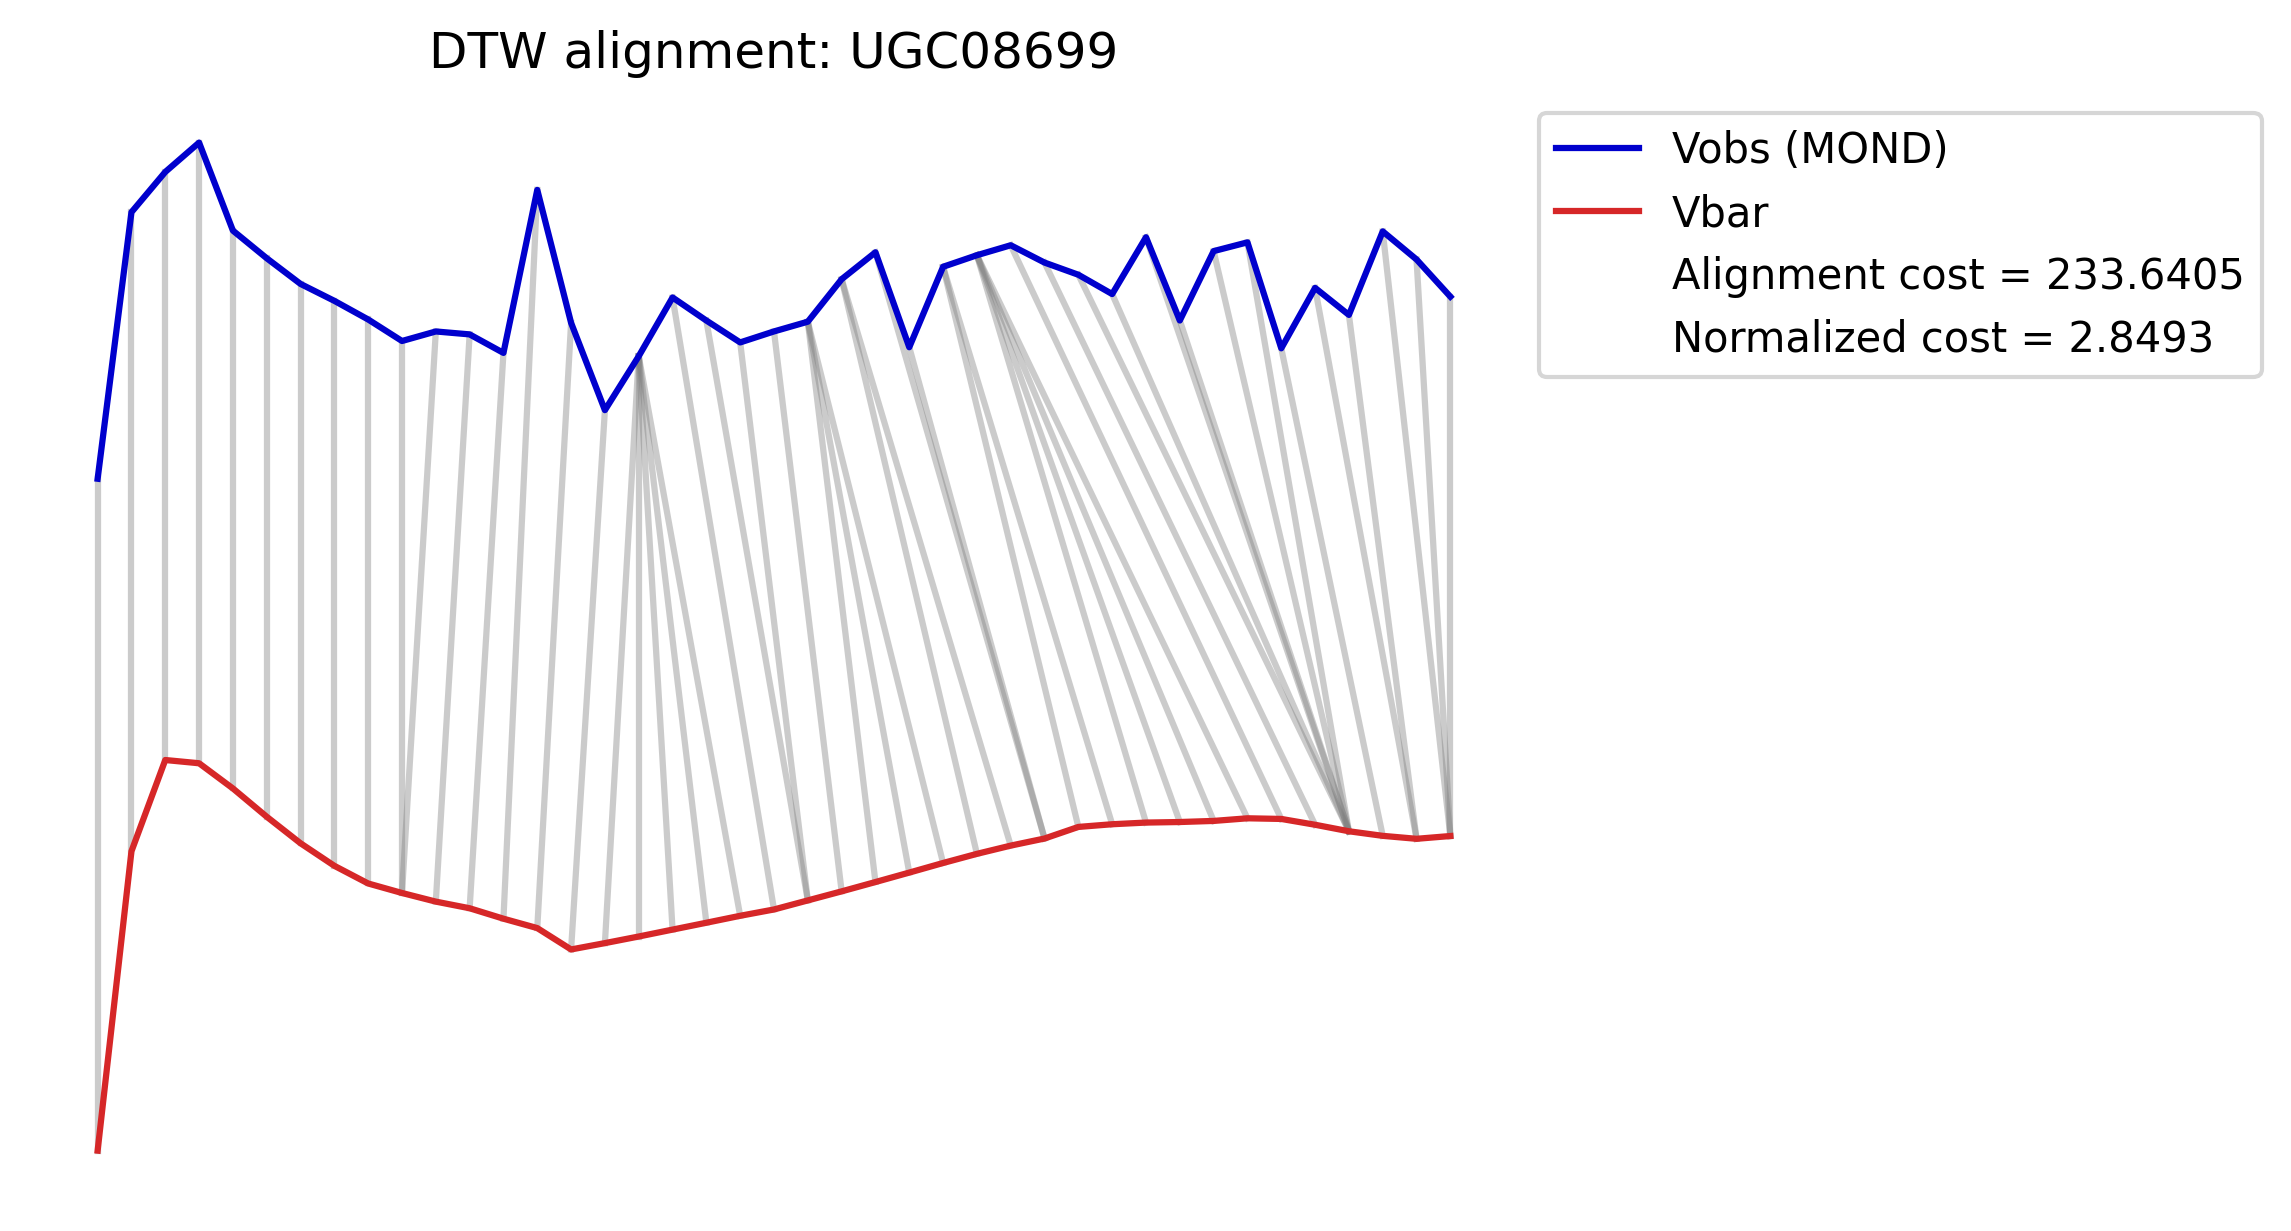 DTW alignment: UGC08699
Vobs (MOND)
Vbar
Alignment cost = 233.6405
Normalized cost = 2.8493